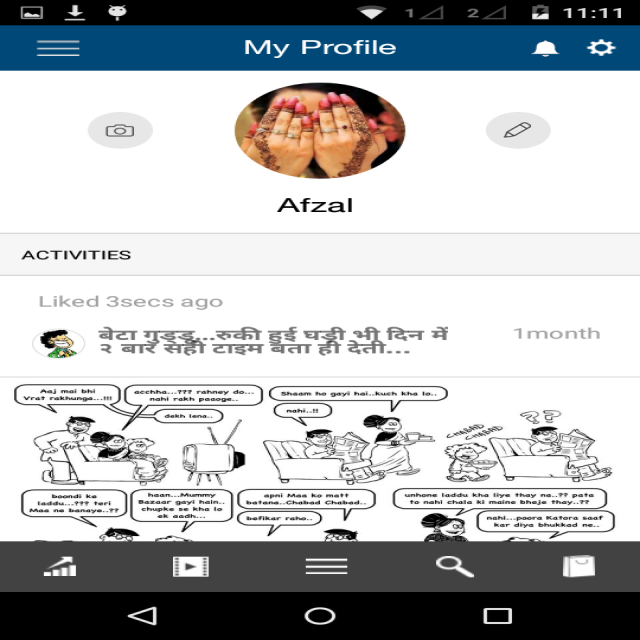 1 2 11:11
My Profile
Afzal
ACTIVITIES
Liked 3secs ago
बेटा गुड्डू...रुकी हुई घड़ी भी दिन में
२ बार सही टाइम बता ही देती...
1month
Aaj mai bhi
Vrat rakhunga...!!!
acchha...??? rahney do...
nahi rakh paaoge..
dekh lena..
Shaam ho gayi hai..kuch kha lo..
nahi..!!
CHABAD
CHABAD
??
boondi ke
laddu...??? teri
Maa ne banaye..??
haan...Mummy
Bazaar gayi hain..
chupke se kha lo
ek aadh...
apni Maa ko matt
batana..Chabad Chabad..
befikar raho..
unhone laddu kha liye thay na..?? pata
to nahi chala ki maine bheje thay..??
nahi...poora Katora saaf
kar diya bhukkad ne..